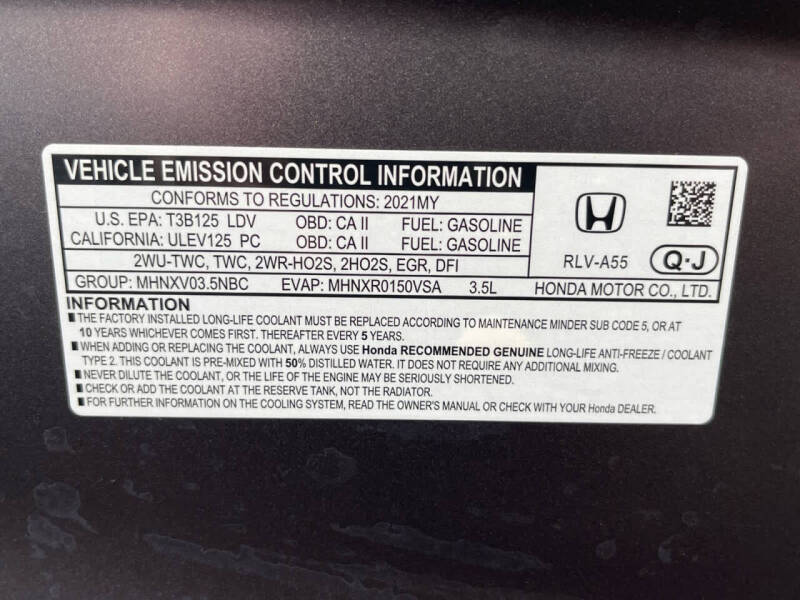 VEHICLE EMISSION CONTROL INFORMATION
CONFORMS TO REGULATIONS: 2021MY
U.S. EPA: T3B125 LDV OBD: CA II FUEL: GASOLINE
CALIFORNIA: ULEV125 PC OBD: CA II FUEL: GASOLINE
2WU-TWC, TWC, 2WR-HO2S, 2HO2S, EGR, DFI
RLV-A55 Q·J
GROUP: MHNXV03.5NBC EVAP: MHNXR0150VSA 3.5L HONDA MOTOR CO., LTD.
INFORMATION
▮THE FACTORY INSTALLED LONG-LIFE COOLANT MUST BE REPLACED ACCORDING TO MAINTENANCE MINDER SUB CODE 5, OR AT
10 YEARS WHICHEVER COMES FIRST. THEREAFTER EVERY 5 YEARS.
▮WHEN ADDING OR REPLACING THE COOLANT, ALWAYS USE Honda RECOMMENDED GENUINE LONG-LIFE ANTI-FREEZE / COOLANT
TYPE 2. THIS COOLANT IS PRE-MIXED WITH 50% DISTILLED WATER. IT DOES NOT REQUIRE ANY ADDITIONAL MIXING.
▮NEVER DILUTE THE COOLANT, OR THE LIFE OF THE ENGINE MAY BE SERIOUSLY SHORTENED.
▮CHECK OR ADD THE COOLANT AT THE RESERVE TANK, NOT THE RADIATOR.
▮FOR FURTHER INFORMATION ON THE COOLING SYSTEM, READ THE OWNER'S MANUAL OR CHECK WITH YOUR Honda DEALER.